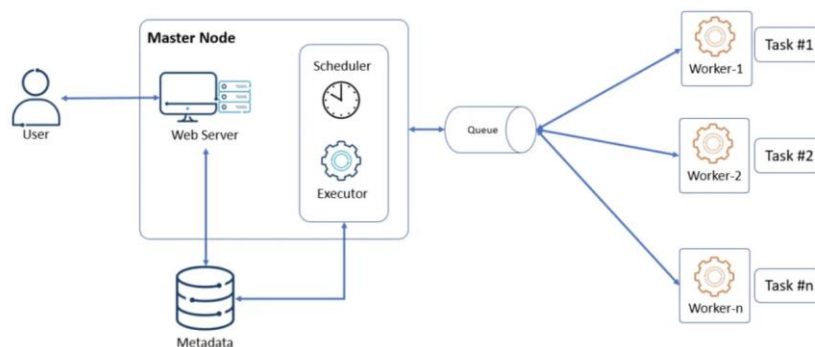 Master Node
User
Web Server
Scheduler
Executor
Metadata
Queue
Worker-1
Task #1
Worker-2
Task #2
Worker-n
Task #n